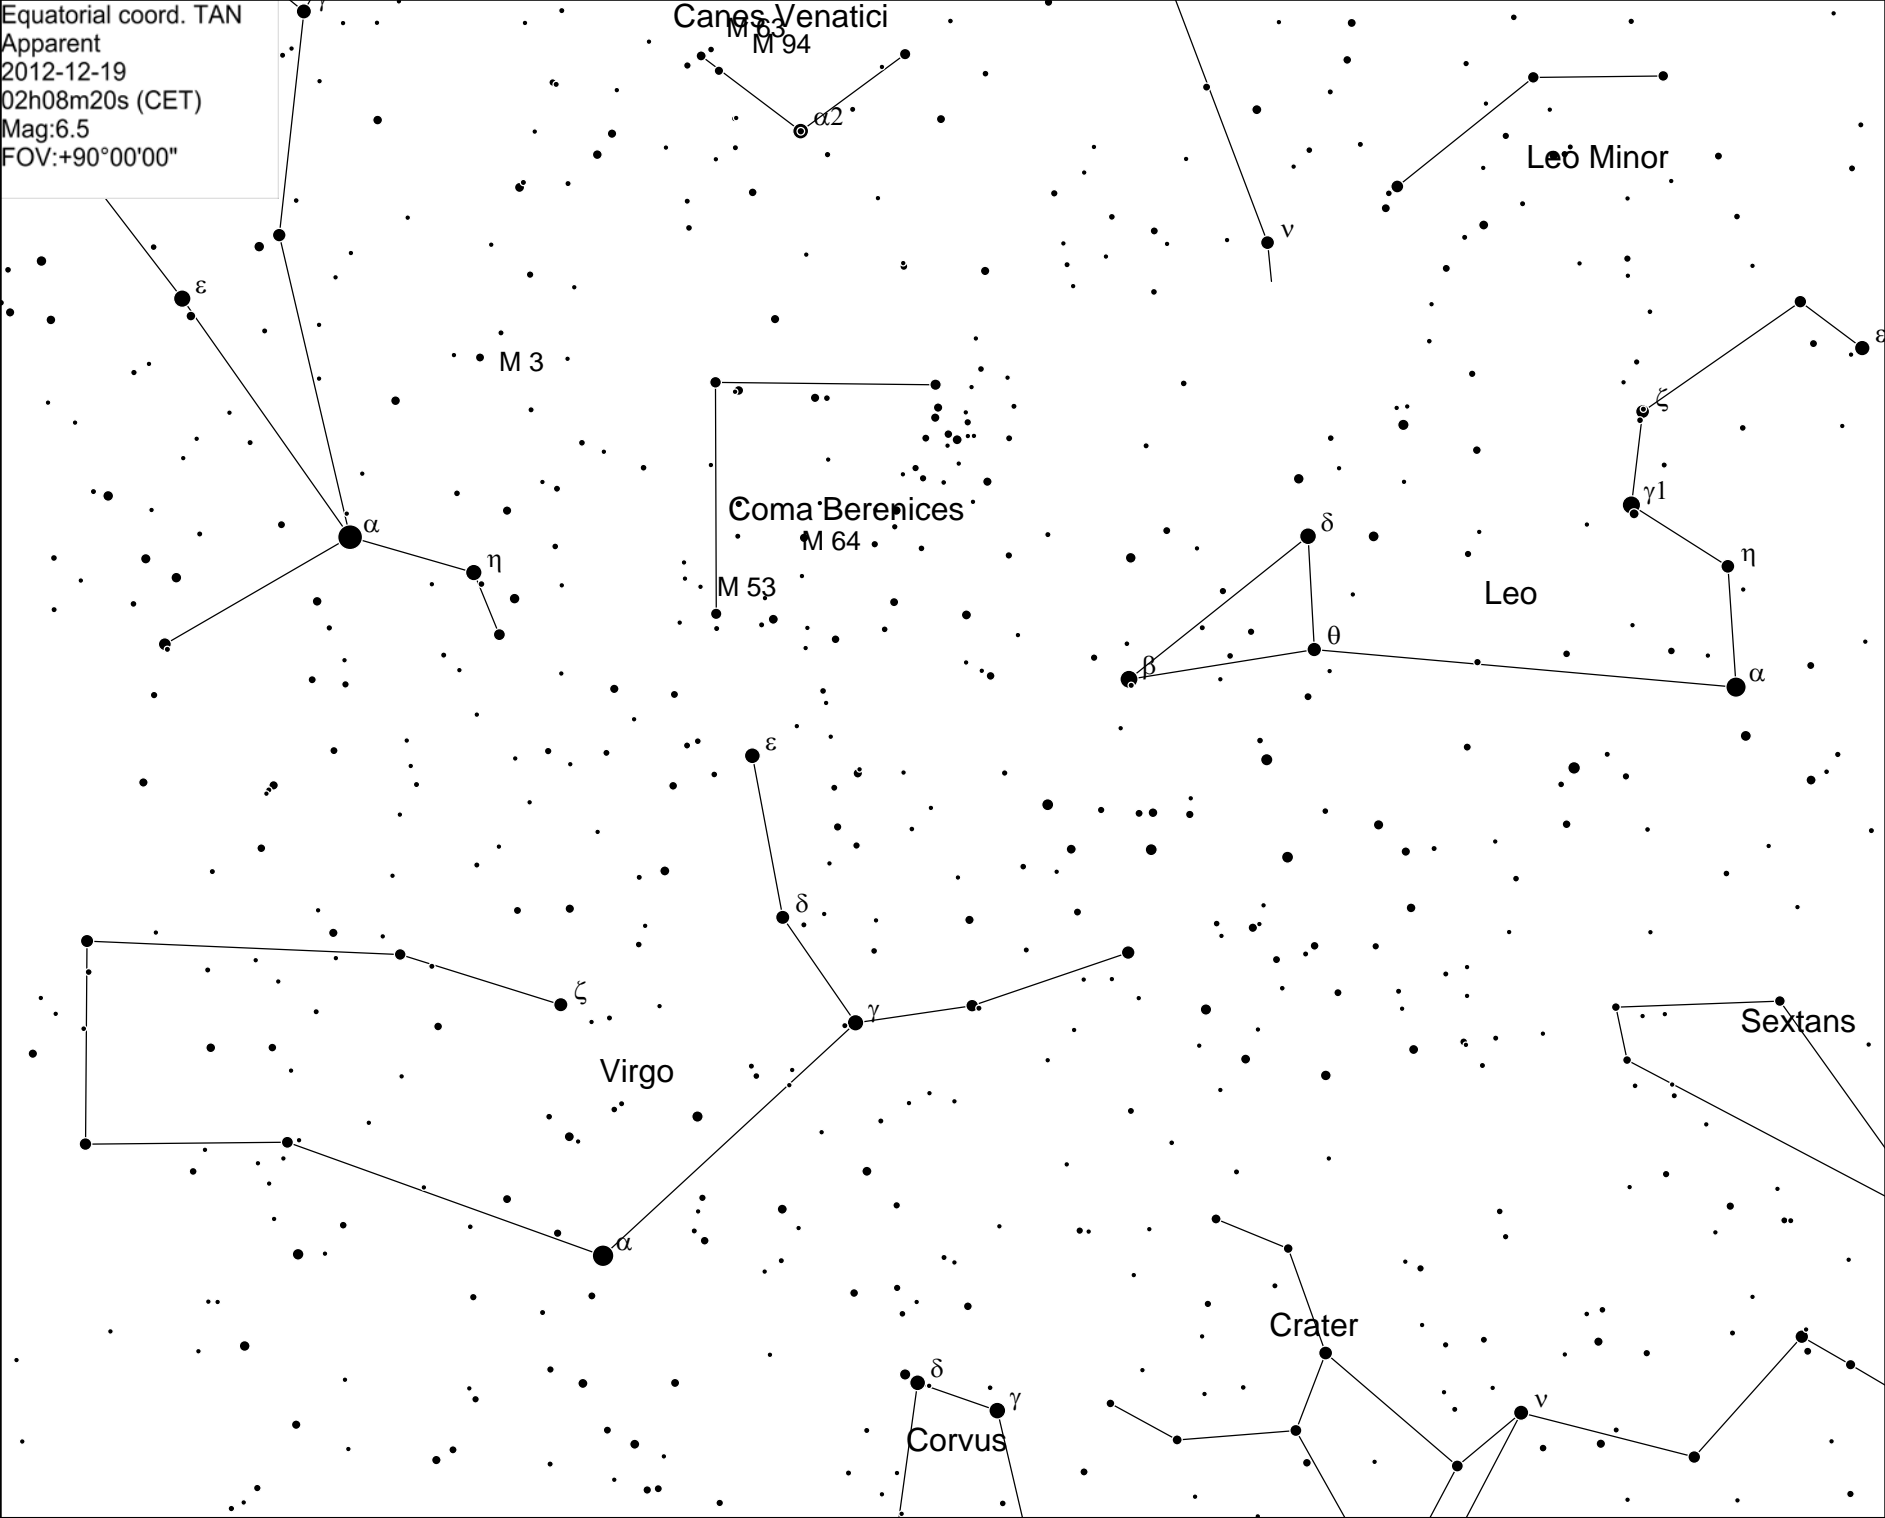 Equatorial coord. TAN
Apparent
2012-12-19
02h08m20s (CET)
Mag:6.5
FOV:+90°00'00"
γ
Canes Venatici
M 63
M 94
α2
Leo Minor
ν
ε
ε
M 3
ζ
γ1
Coma Berenices
α
δ
M 64
η
η
M 53
Leo
θ
β
α
ε
δ
ζ
γ
Sextans
Virgo
α
Crater
δ
γ
ν
Corvus